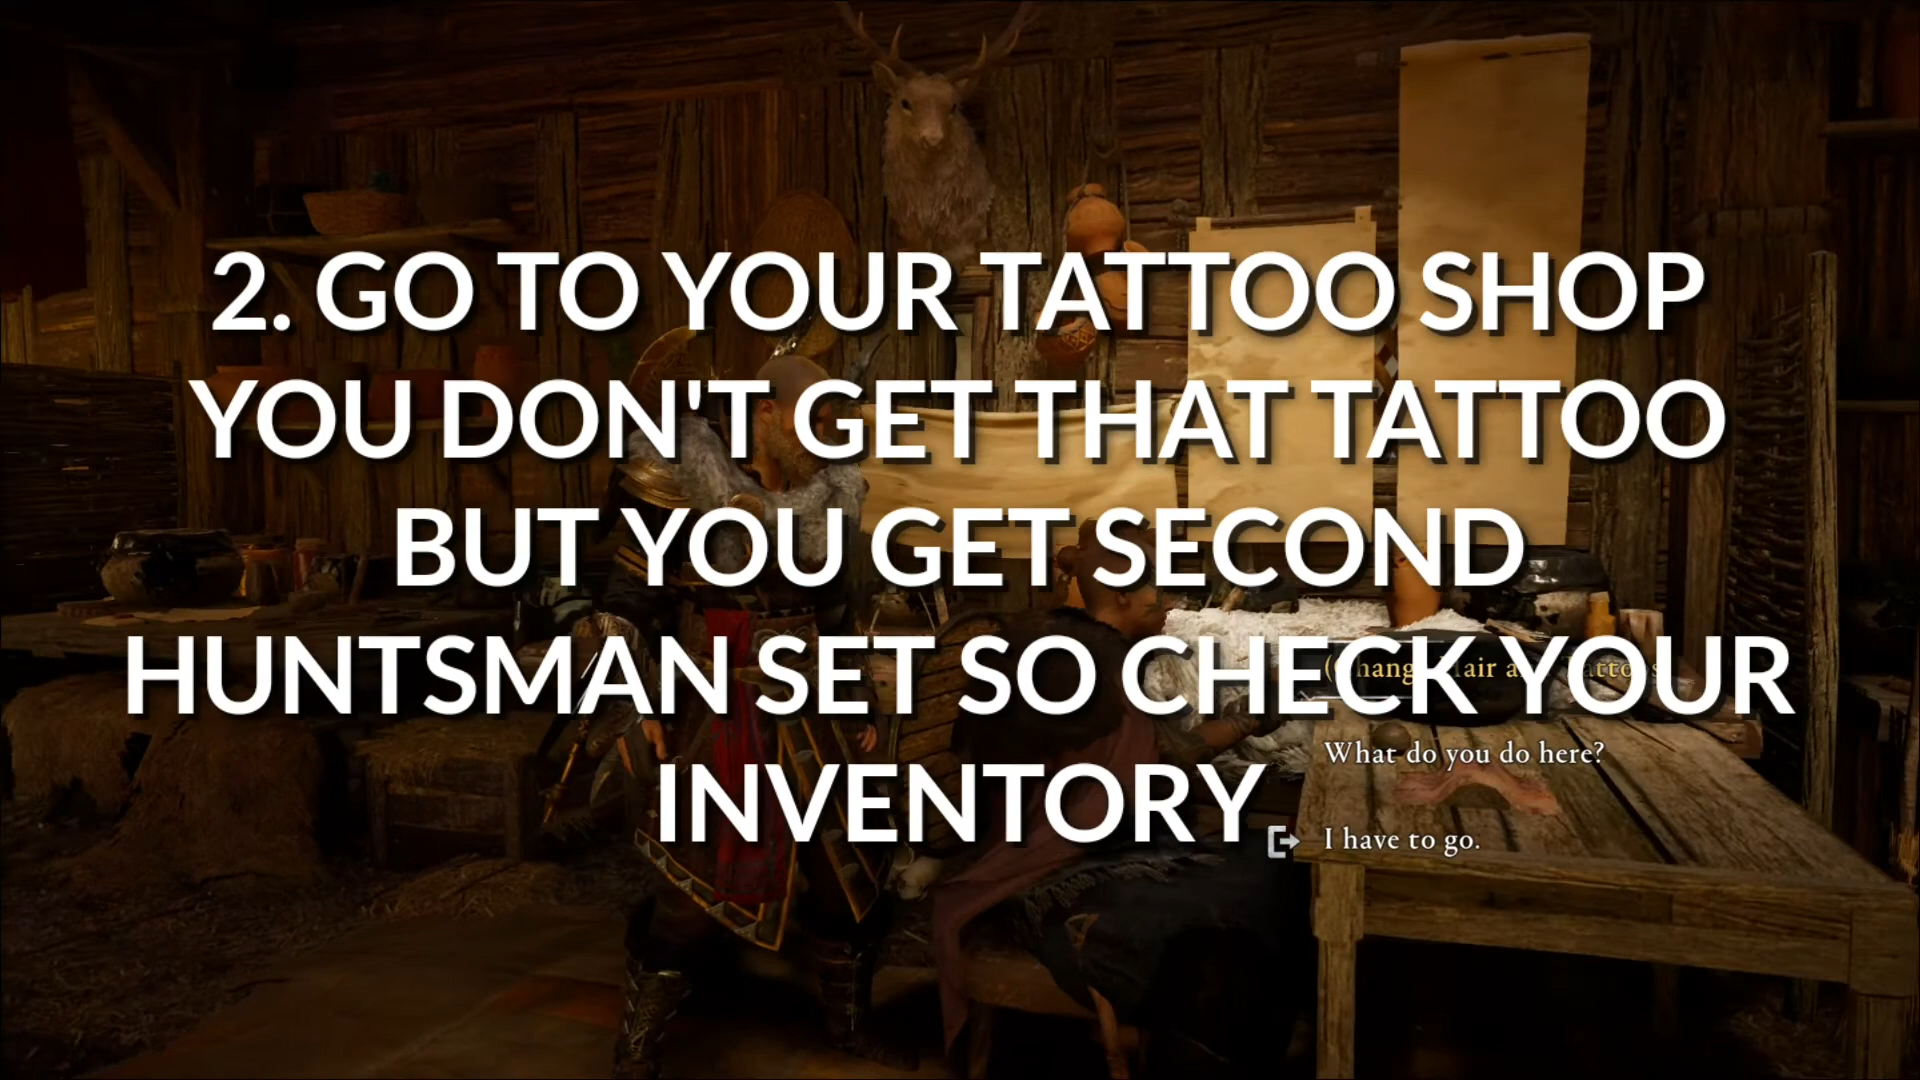 2. GO TO YOUR TATTOO SHOP
YOU DON'T GET THAT TATTOO
BUT YOU GET SECOND
HUNTSMAN SET SO CHECK YOUR
INVENTORY
What do you do here?
I have to go.